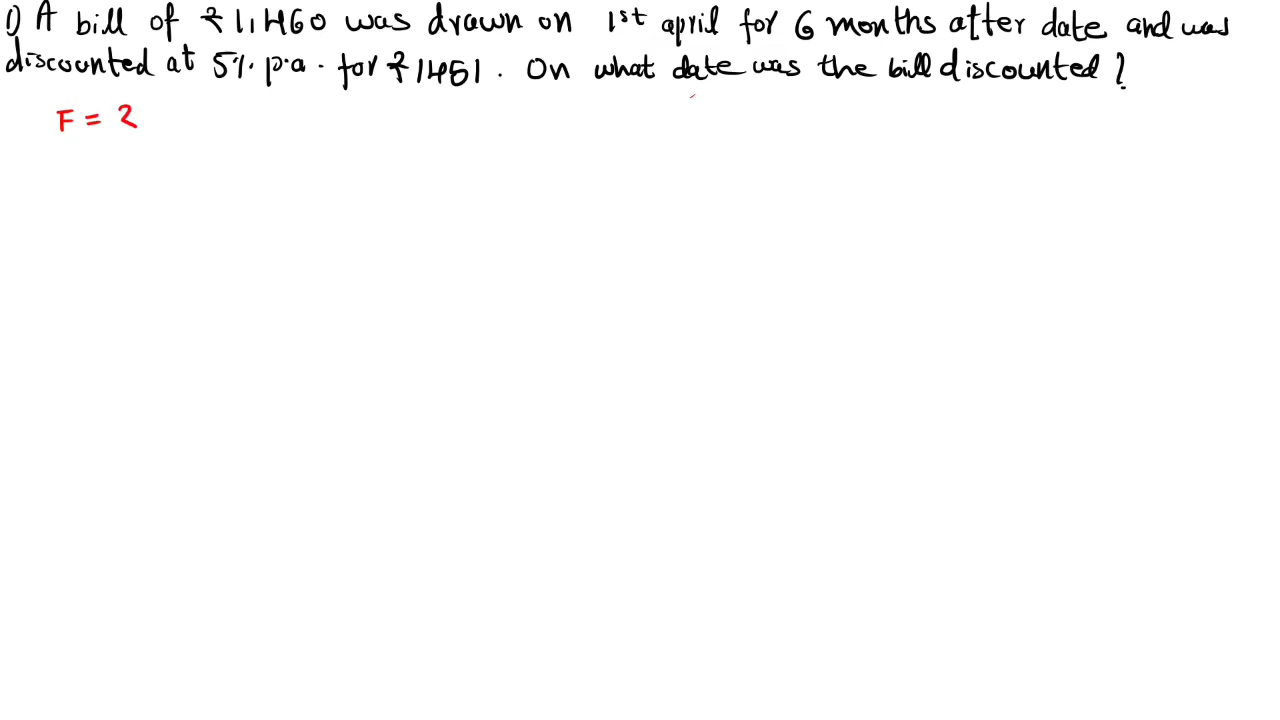 1) A bill of ₹1,1460 was drawn on 1st april for 6 months after date and was
discounted at 5% p.a. for ₹1451. On what date was the bill discounted?
F = ₹